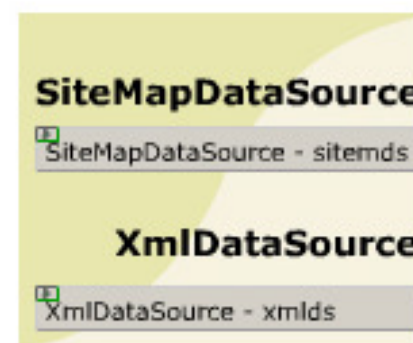 SiteMapDataSource
SiteMapDataSource - sitemds
XmlDataSource
XmlDataSource - xmlds